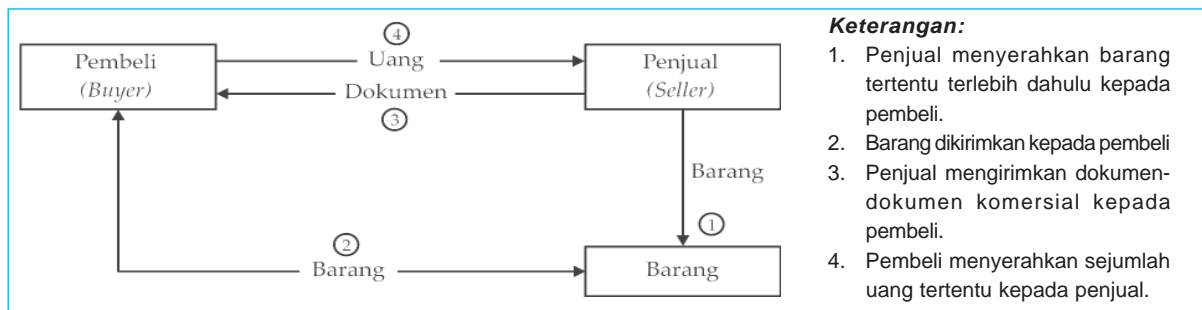 ④
Pembeli
(Buyer)
Uang
Penjual
(Seller)
Dokumen
③
Barang
①
②
Barang
Barang
Keterangan:
1. Penjual menyerahkan barang
tertentu terlebih dahulu kepada
pembeli.
2. Barang dikirimkan kepada pembeli
3. Penjual mengirimkan dokumen-
dokumen komersial kepada
pembeli.
4. Pembeli menyerahkan sejumlah
uang tertentu kepada penjual.